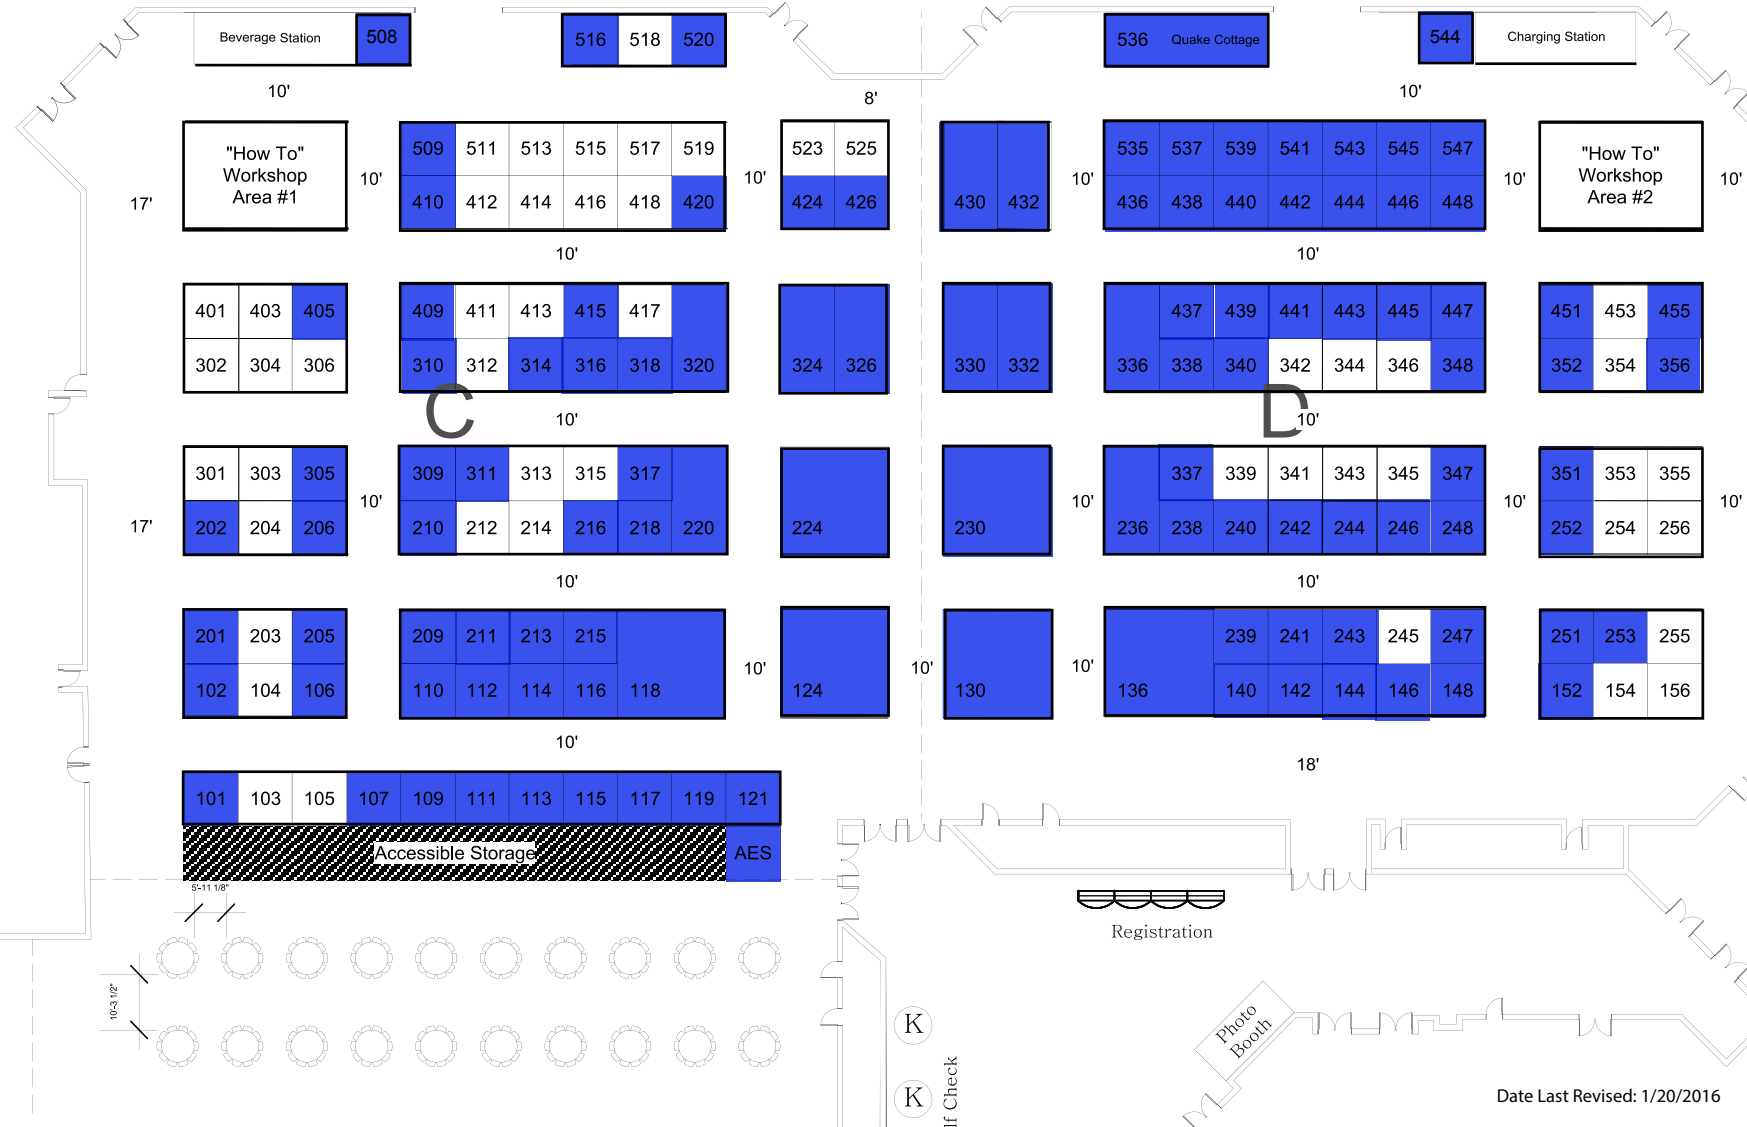 Beverage Station 508 516 518 520 536 Quake Cottage 544 Charging Station
10' 8' 10'
"How To"
Workshop
Area #1
17' 10'
509 511 513 515 517 519
410 412 414 416 418 420
10'
523 525
424 426
430 432
10'
535 537 539 541 543 545 547
436 438 440 442 444 446 448
10'
"How To"
Workshop
Area #2
10'
10' 10'
401 403 405
302 304 306
409 411 413 415 417
310 312 314 316 318 320
324 326
330 332
437 439 441 443 445 447
336 338 340 342 344 346 348
451 453 455
352 354 356
C D
10' 10'
301 303 305
202 204 206
17' 10'
309 311 313 315 317
210 212 214 216 218 220
224
230
10'
337 339 341 343 345 347
236 238 240 242 244 246 248
10'
351 353 355
252 254 256
10'
10' 10'
201 203 205
102 104 106
209 211 213 215
110 112 114 116 118
10'
124
10'
130
10'
239 241 243 245 247
136 140 142 144 146 148
251 253 255
152 154 156
10' 18'
101 103 105 107 109 111 113 115 117 119 121
Accessible Storage AES
5'-11 1/8"
10'-3 1/2"
Registration
K
K
lf Check
Photo
Booth
Date Last Revised: 1/20/2016